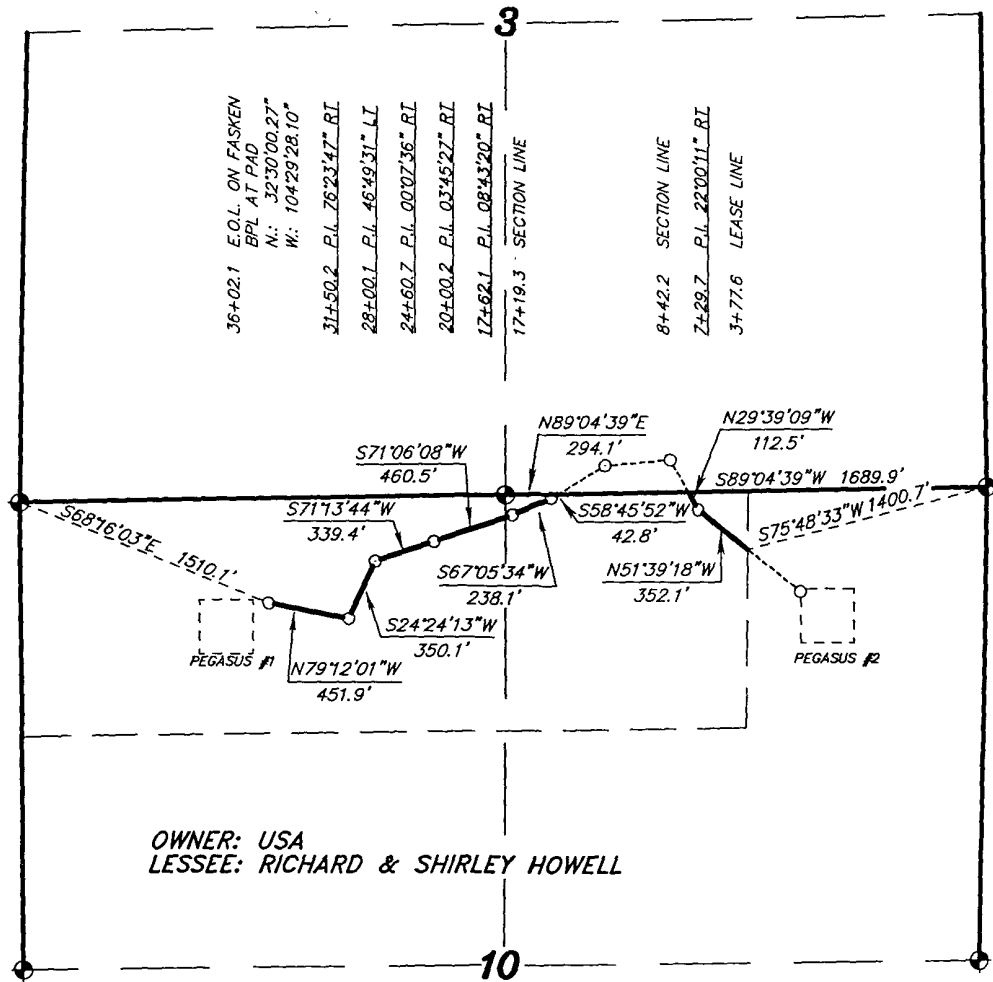 3
36+02.1 E.O.L. ON FASKEN
BPL AT PAD
N.: 32°30'00.27"
W.: 104°29'28.10"
31+50.2 P.I. 76°23'47" RT
28+00.1 P.I. 46°49'31" LT
24+60.7 P.I. 00°07'36" RT
20+00.2 P.I. 03°45'27" RT
17+62.1 P.I. 08°43'20" RT
17+19.3 SECTION LINE
8+42.2 SECTION LINE
7+29.7 P.I. 22°00'11" RT
3+77.6 LEASE LINE
N89°04'39"E
294.1'
N29°39'09"W
112.5'
S71°06'08"W
460.5'
S89°04'39"W 1689.9'
S71°13'44"W
339.4'
S58°45'52"W
42.8'
S75°48'33"W 1400.7'
S68°16'03"E 1510.1'
S67°05'34"W
238.1'
N51°39'18"W
352.1'
S24°24'13"W
350.1'
PEGASUS #1
PEGASUS #2
N79°12'01"W
451.9'
OWNER: USA
LESSEE: RICHARD & SHIRLEY HOWELL
10